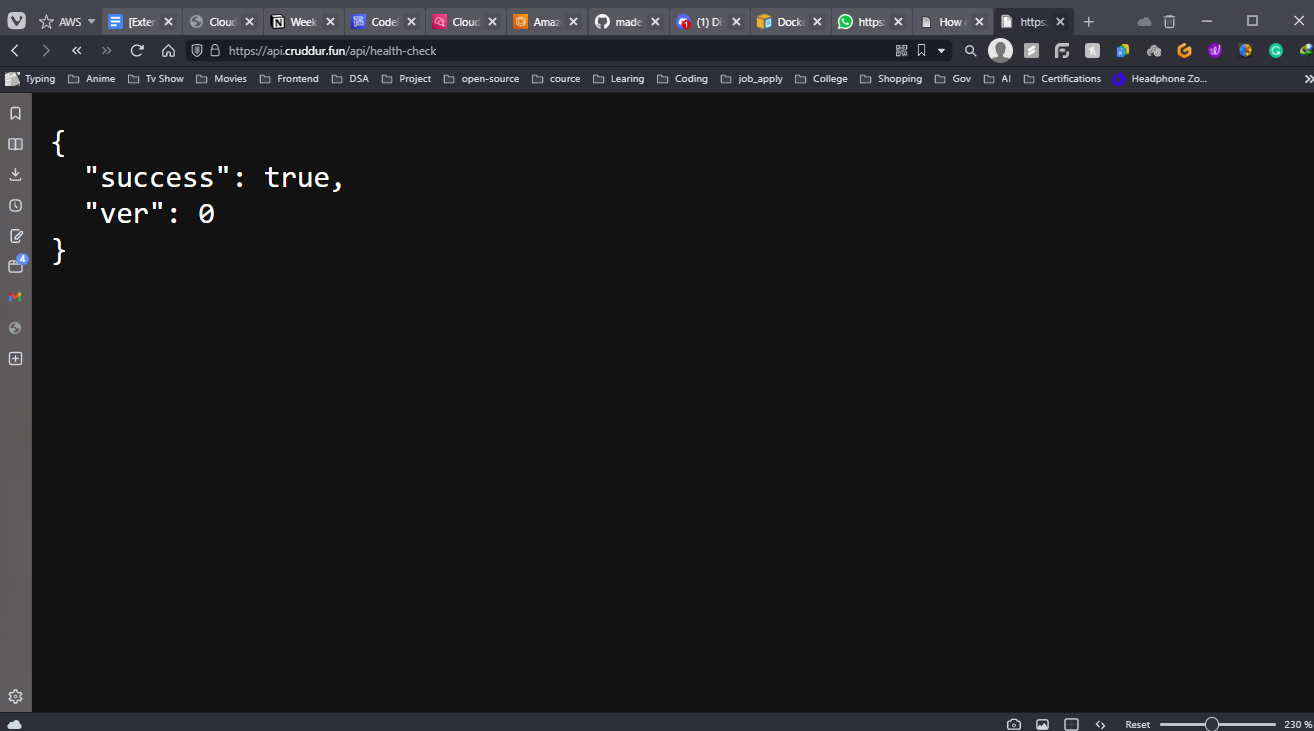 AWS [Exter Cloud Week CodeB Cloud Amaz made (1) Di Docke https: How c https:
https://api.cruddur.fun/api/health-check
Typing Anime Tv Show Movies Frontend DSA Project open-source cource Learing Coding job_apply College Shopping Gov AI Certifications Headphone Zo...
{
"success": true,
"ver": 0
}
4
Reset 230 %